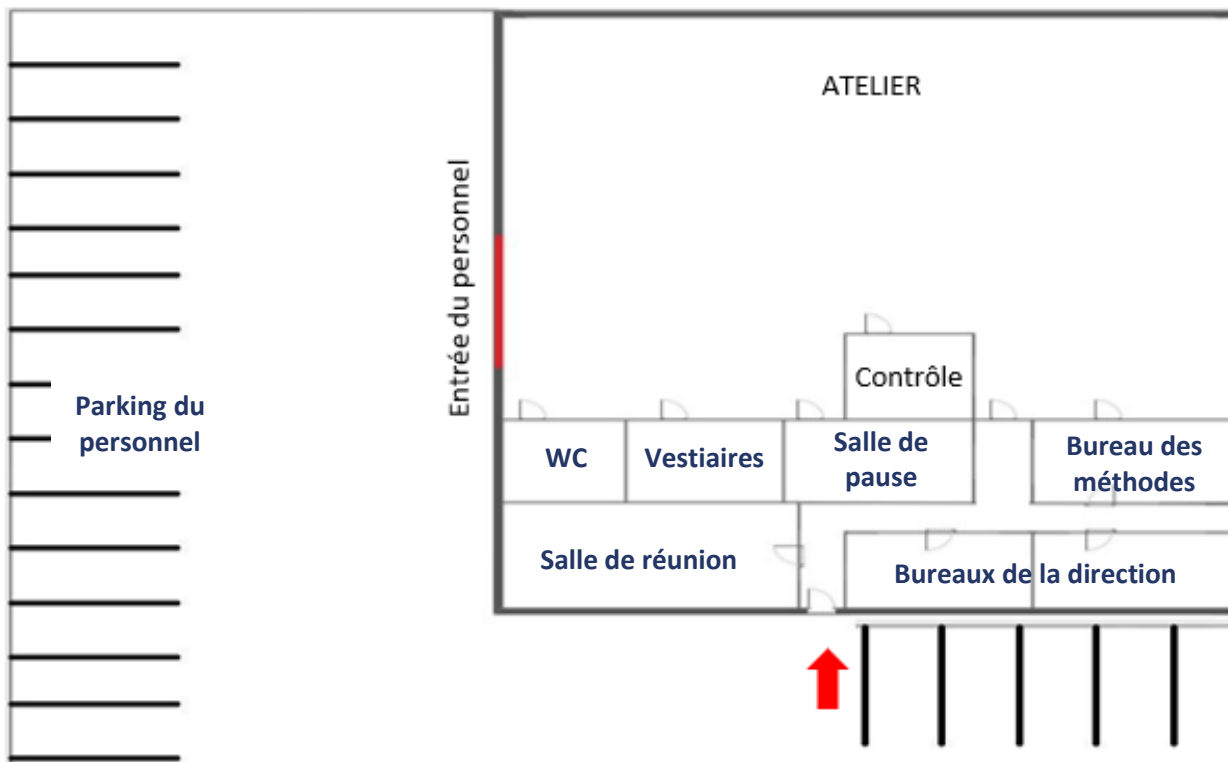 ATELIER
Entrée du personnel
Contrôle
Parking du
personnel
WC
Vestiaires
Salle de
pause
Bureau des
méthodes
Salle de réunion
Bureaux de la direction